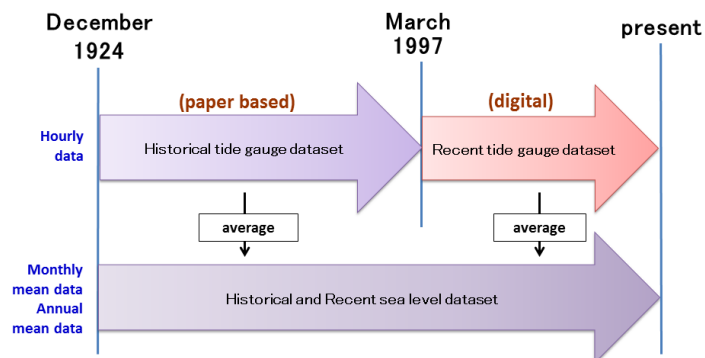 December
1924
March
1997
present
(paper based)
(digital)
Hourly
data
Historical tide gauge dataset
Recent tide gauge dataset
average
average
Monthly
mean data
Annual
mean data
Historical and Recent sea level dataset